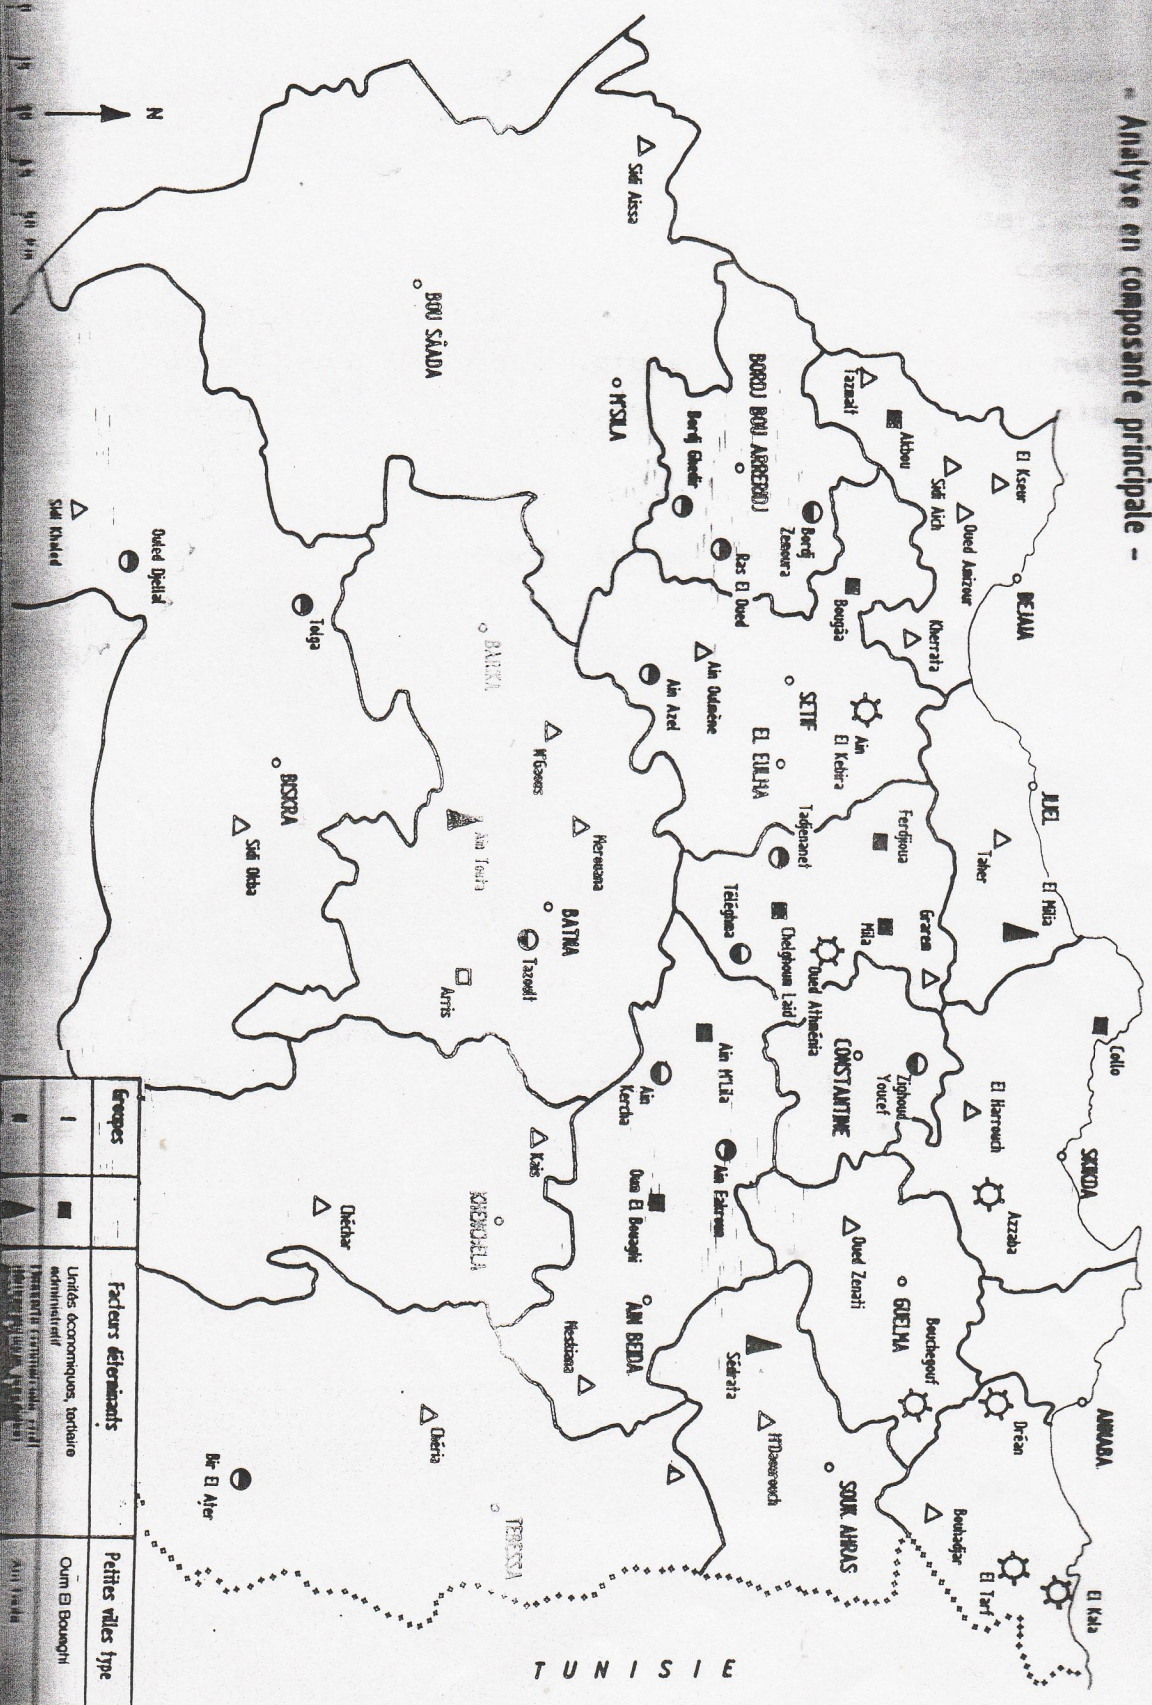 - Analyse en composante principale -
El Kala
El Tarf
ANNABA
Dréan
Bouhadjar
SKIKDA
Collo
Azzaba
El Harrouch
El Milia
JIJEL
Taher
BEJAIA
El Kseur
Oued Amizour
Sidi Aich
Akbou
Tazmalt
Kherrata
Bougâa
Bordj
Zemoura
BORDJ BOU ARRERIDJ
Bordj Ghedir
Ras El Oued
SETIF
Ain
El Kebira
EL EULMA
Ain Oulmène
Ain Azel
Ferdjioua
Grarem
Mila
Tadjenanet
Chelghoum Laid
Oued Athménia
Téléghma
CONSTANTINE
Zighoud
Youcef
GUELMA
Bouchegouf
Oued Zenati
SOUK AHRAS
Sédrata
M'Daourouch
Ain M'Lila
Ain
Kercha
Ain Fakroun
Oum El Bouaghi
AIN BEIDA
Meskiana
Sidi Aissa
M'SILA
BOU SÂADA
BARIKA
N'Gaous
Merouana
BATNA
Tazoult
Ain Touta
Arris
Kais
KHENCHELA
Chéchar
TEBESSA
Chéria
Bir El Ater
BISKRA
Sidi Okba
Tolga
Ouled Djellal
Sidi Khaled
N
TUNISIE
Groupes
Facteurs déterminants
Petites villes type
I
Unités économiques, tertiaire
administratif
Oum El Bouaghi
II